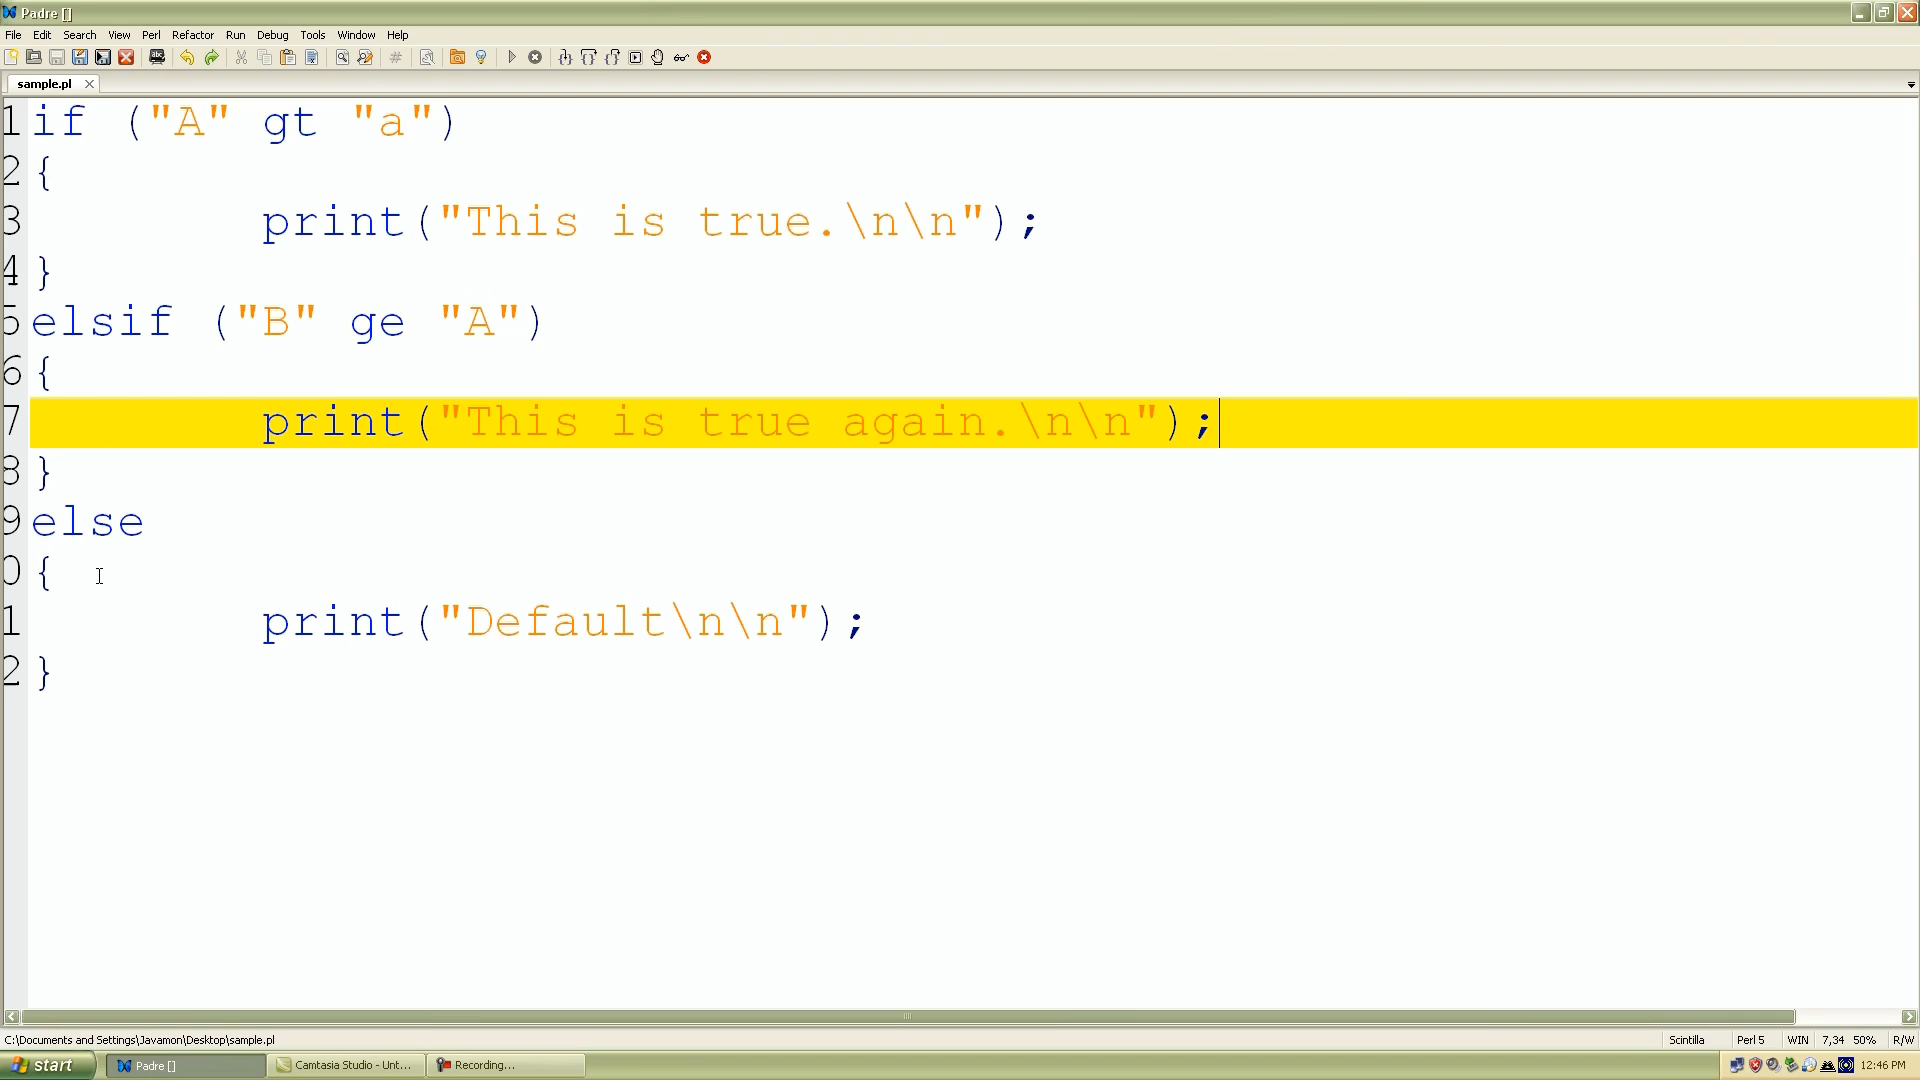 Padre []
File Edit Search View Perl Refactor Run Debug Tools Window Help
sample.pl
1 if ("A" gt "a")
2 {
3 print("This is true.\n\n");
4 }
5 elsif ("B" ge "A")
6 {
7 print("This is true again.\n\n");
8 }
9 else
0 {
1 print("Default\n\n");
2 }
C:\Documents and Settings\Javamon\Desktop\sample.pl Scintilla Perl 5 WIN 7,34 50% R/W
start Padre [] Camtasia Studio - Unt... Recording... 12:46 PM